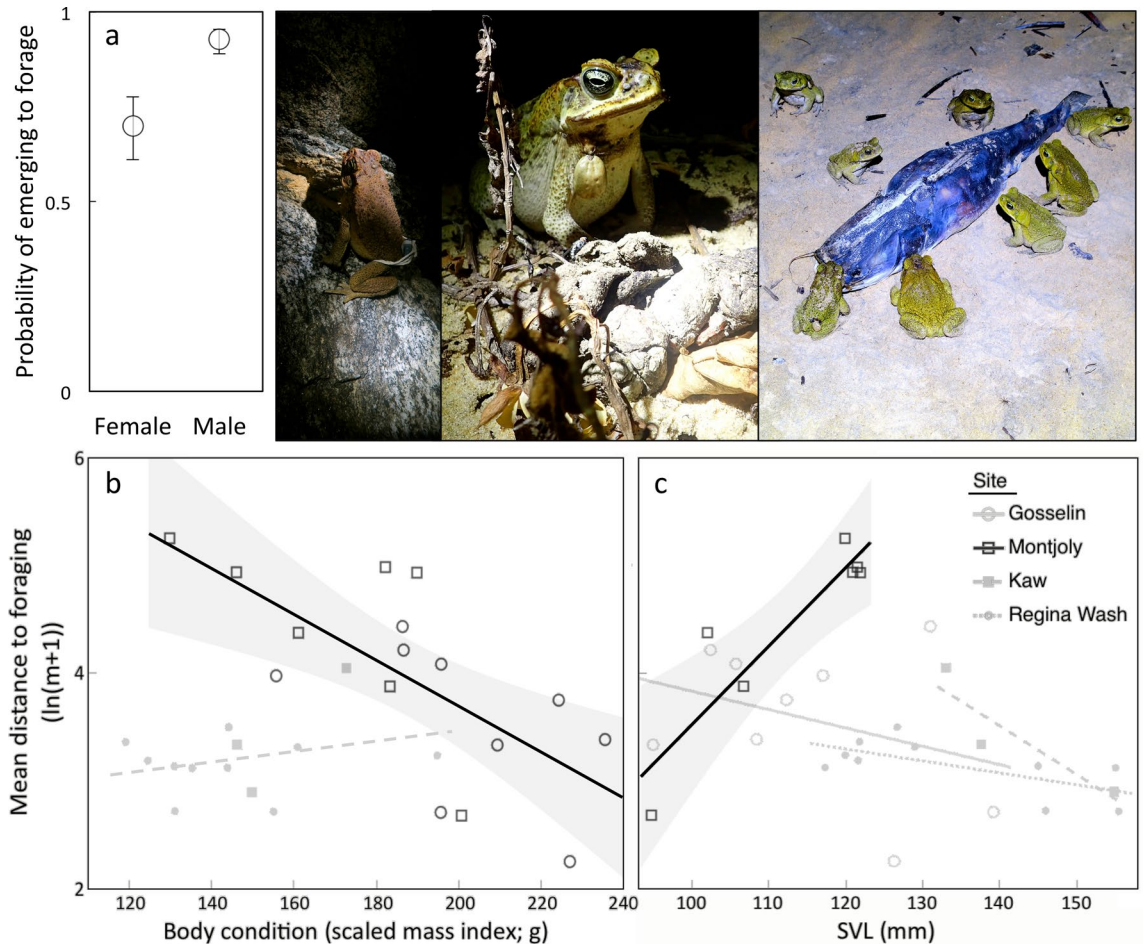 1
a
Probability of emerging to forage
0.5
0
Female Male
6
b
c
Site
Gosselin
Montjoly
Kaw
Regina Wash
Mean distance to foraging
(ln(m+1))
4
2
120 140 160 180 200 220 240
100 110 120 130 140 150
Body condition (scaled mass index; g)
SVL (mm)